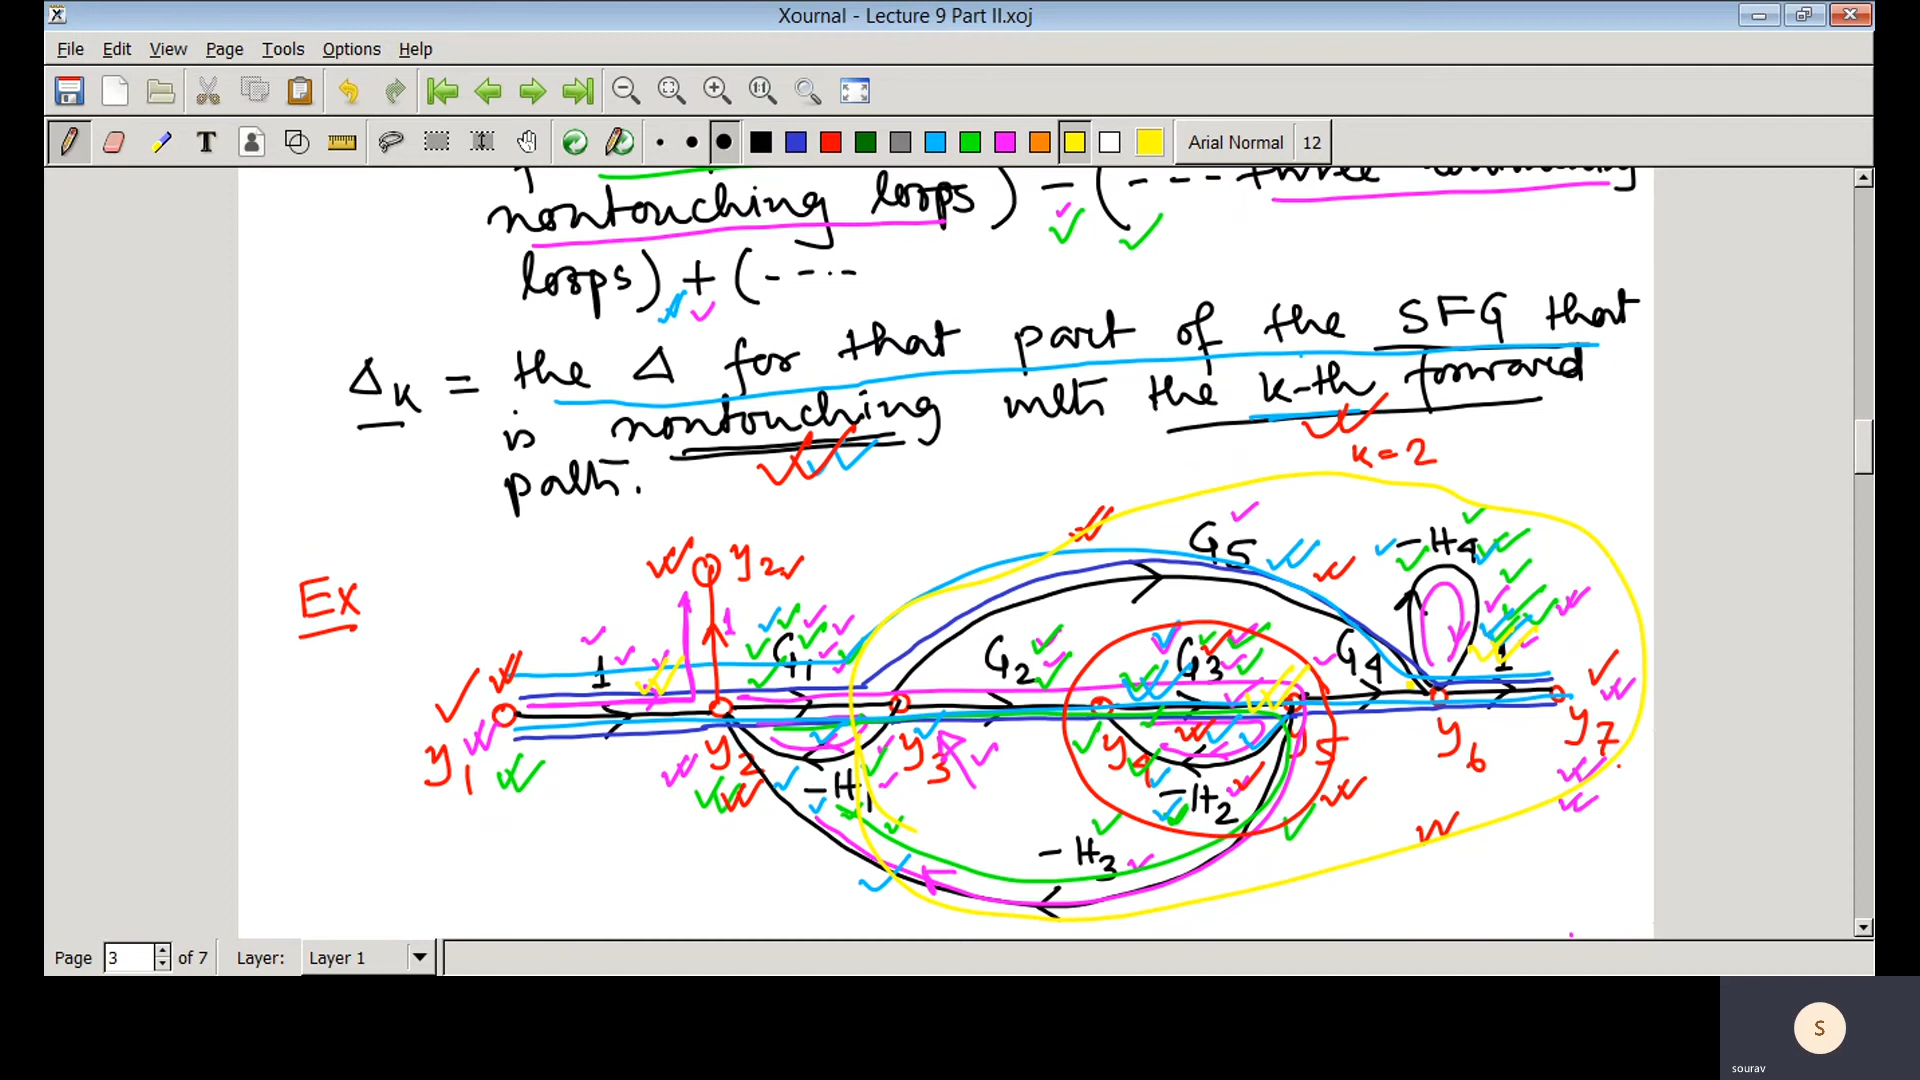 Xournal - Lecture 9 Part II.xoj
File Edit View Page Tools Options Help
Arial Normal 12
nontouching loops) - (---- three
loops) + (----
Δk = the Δ for that part of the SFG that
is nontouching with the k-th forward
path.
k = 2
Ex
y2
G5
-H4
1
1 G1 G2 G3 G4 1
y1 y2 y3 y4 y5 y6 y7
-H1 -H2
-H3
Page 3 of 7 Layer: Layer 1
S
sourav